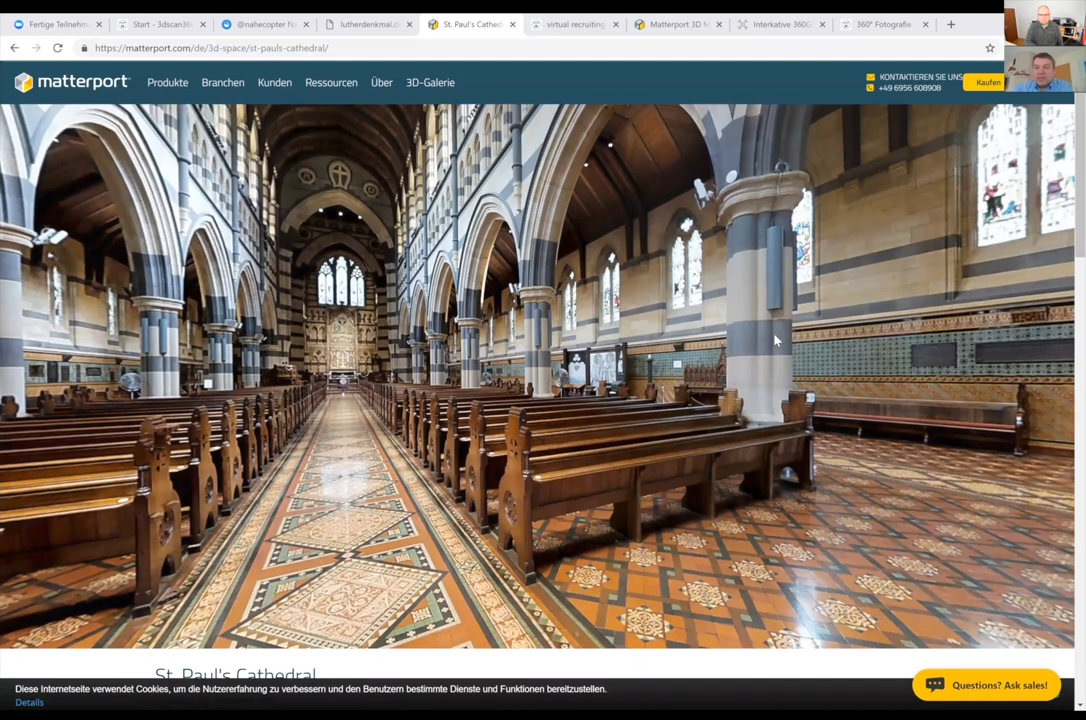 Fertige Teilnehm
Start - 3dscan36
@nahecopter N
lutherdenkmal.d
St. Paul's Cathed
virtual recruiting
Matterport 3D M
Interkative 360G
360° Fotografie
https://matterport.com/de/3d-space/st-pauls-cathedral/
matterport
Produkte
Branchen
Kunden
Ressourcen
Über
3D-Galerie
KONTAKTIEREN SIE UNS
+49 6956 608908
Kaufen
St. Paul's Cathedral
Diese Internetseite verwendet Cookies, um die Nutzererfahrung zu verbessern und den Benutzern bestimmte Dienste und Funktionen bereitzustellen.
Details
Questions? Ask sales!